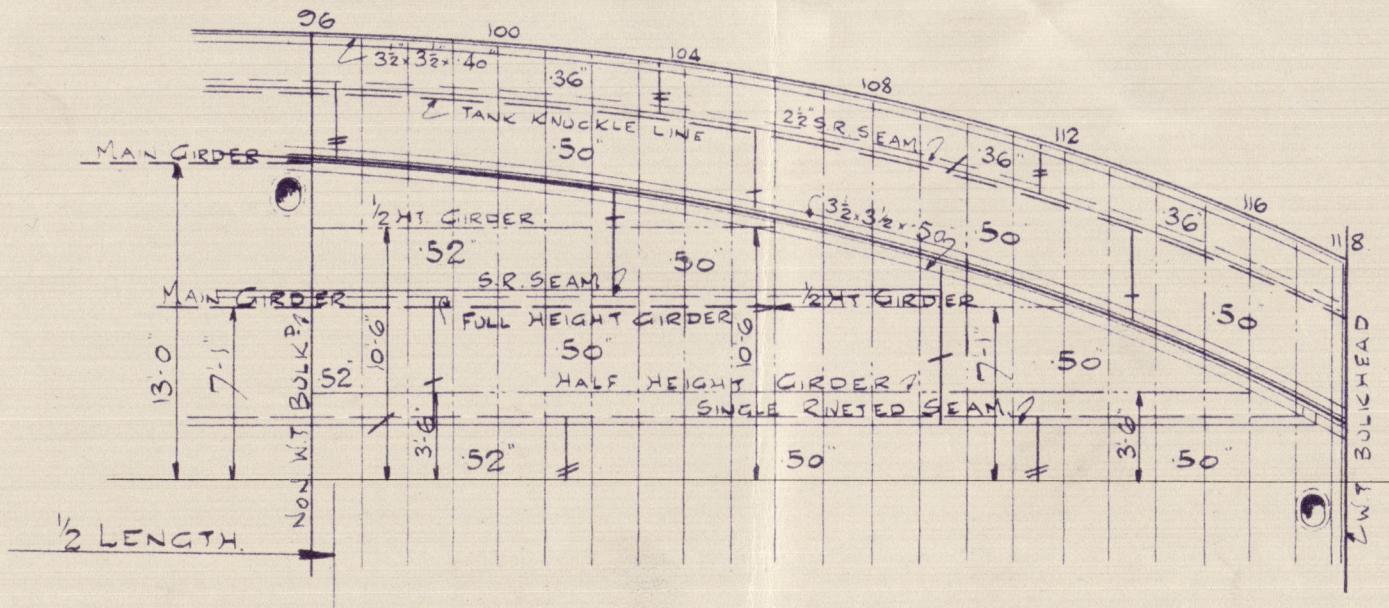 96
100
104
108
112
116
118
3½" × 3½" × ·40"
·36"
TANK KNUCKLE LINE
·50"
2½" S.R. SEAM
·36"
·36"
MAIN GIRDER
½ HT GIRDER
·52
3½" × 3½" × ·50
·50
·50
S.R. SEAM
MAIN GIRDER
½ HT GIRDER
FULL HEIGHT GIRDER
·50
·50"
·50
52"
HALF HEIGHT GIRDER
SINGLE RIVETED SEAM
13'-0"
7'-1"
NON W.T BULKD
10'-6"
3'-6"
10'-6"
7'-1"
3'-6"
·52"
·50"
·50"
W.T BULKHEAD
½ LENGTH.